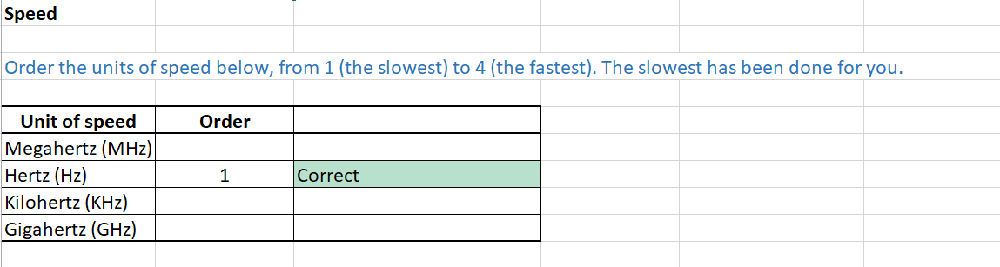 Speed
Order the units of speed below, from 1 (the slowest) to 4 (the fastest). The slowest has been done for you.
Unit of speed Order
Megahertz (MHz)
Hertz (Hz) 1 Correct
Kilohertz (KHz)
Gigahertz (GHz)